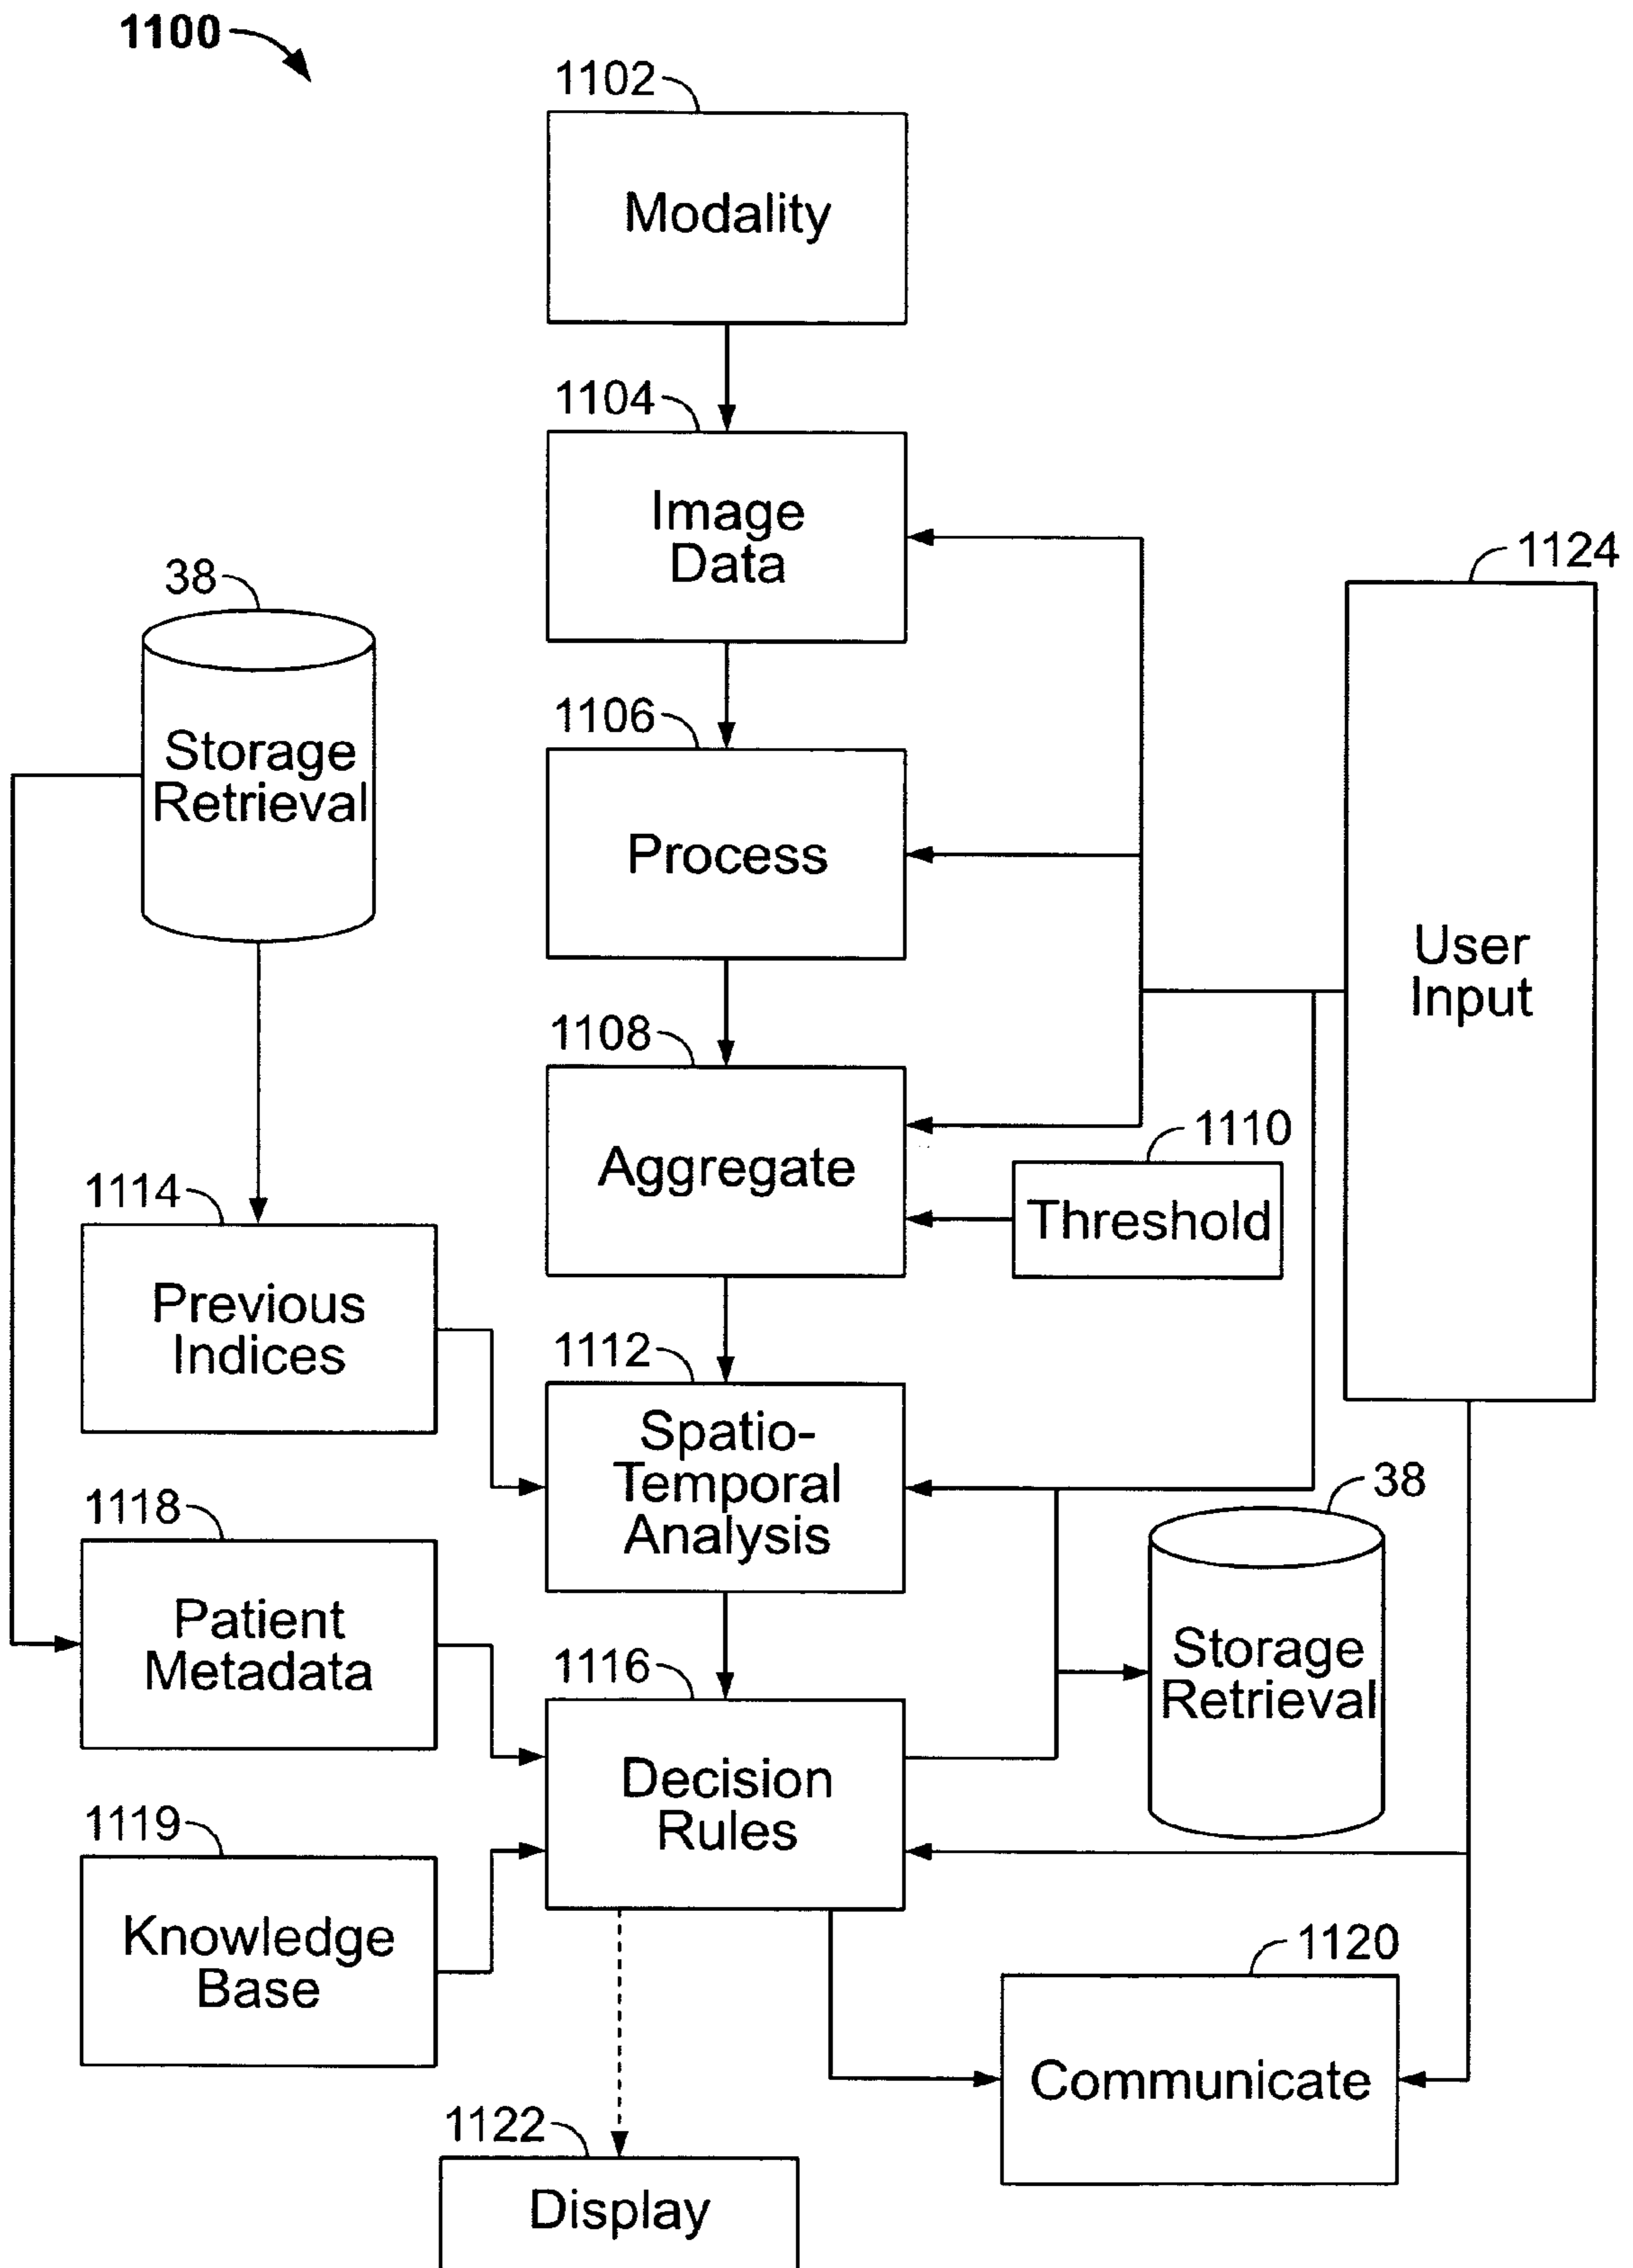 1100
1102
Modality
1104
Image
Data
1124
38
Storage
Retrieval
1106
Process
User
Input
1108
Aggregate
1110
Threshold
1114
Previous
Indices
1112
Spatio-
Temporal
Analysis
38
Storage
Retrieval
1118
Patient
Metadata
1116
Decision
Rules
1119
Knowledge
Base
1120
Communicate
1122
Display